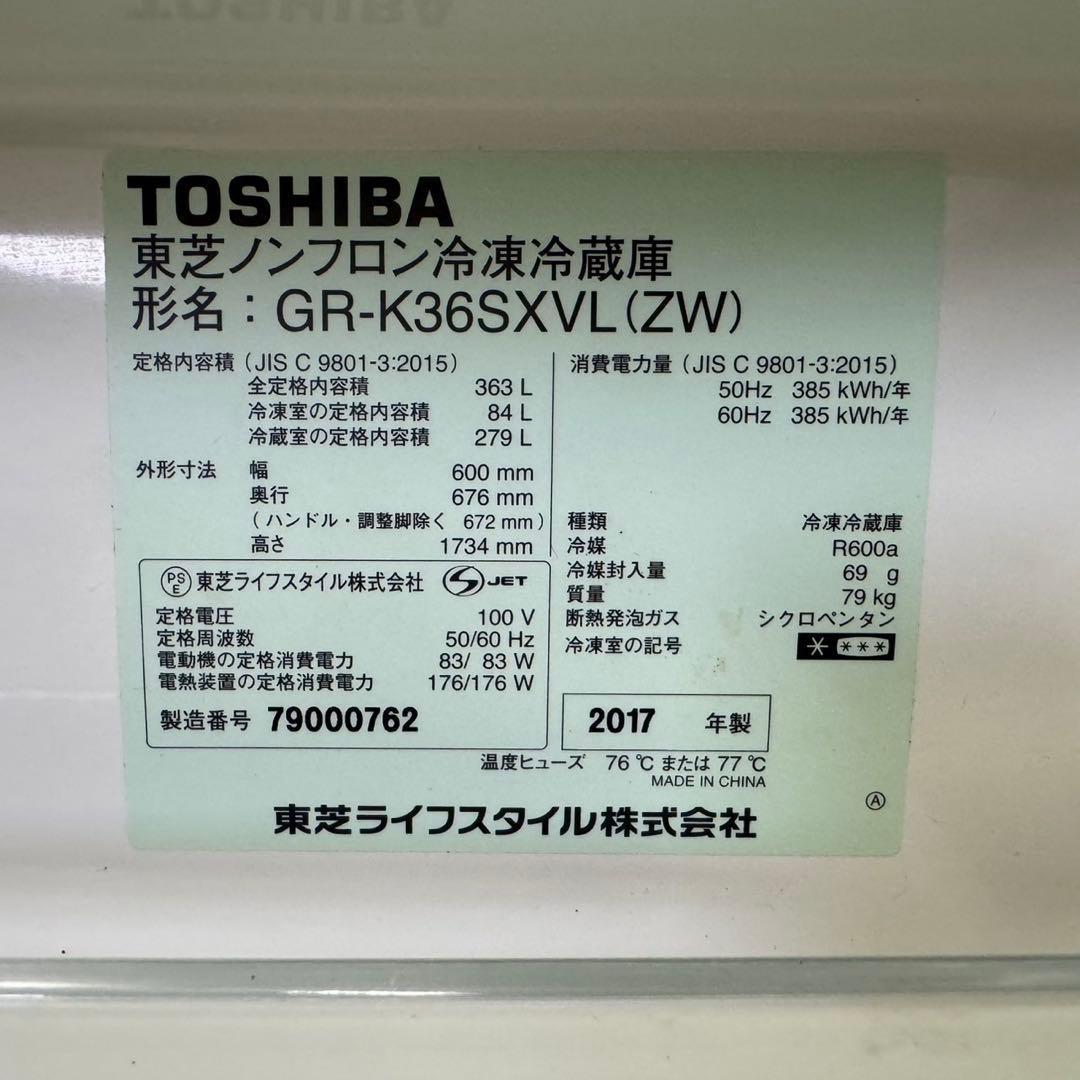 TOSHIBA
TOSHIBA
東芝ノンフロン冷凍冷蔵庫
形名：GR-K36SXVL(ZW)
定格内容積（JIS C 9801-3:2015）
全定格内容積 363 L
冷凍室の定格内容積 84 L
冷蔵室の定格内容積 279 L
外形寸法 幅 600 mm
奥行 676 mm
（ハンドル・調整脚除く 672 mm）
高さ 1734 mm
消費電力量（JIS C 9801-3:2015）
50Hz 385 kWh/年
60Hz 385 kWh/年
種類 冷凍冷蔵庫
冷媒 R600a
冷媒封入量 69 g
質量 79 kg
断熱発泡ガス シクロペンタン
冷凍室の記号 * ***
PSE 東芝ライフスタイル株式会社 S JET
定格電圧 100 V
定格周波数 50/60 Hz
電動機の定格消費電力 83/ 83 W
電熱装置の定格消費電力 176/176 W
製造番号 79000762
2017 年製
温度ヒューズ 76 ℃ または 77 ℃
MADE IN CHINA
Ⓐ
東芝ライフスタイル株式会社